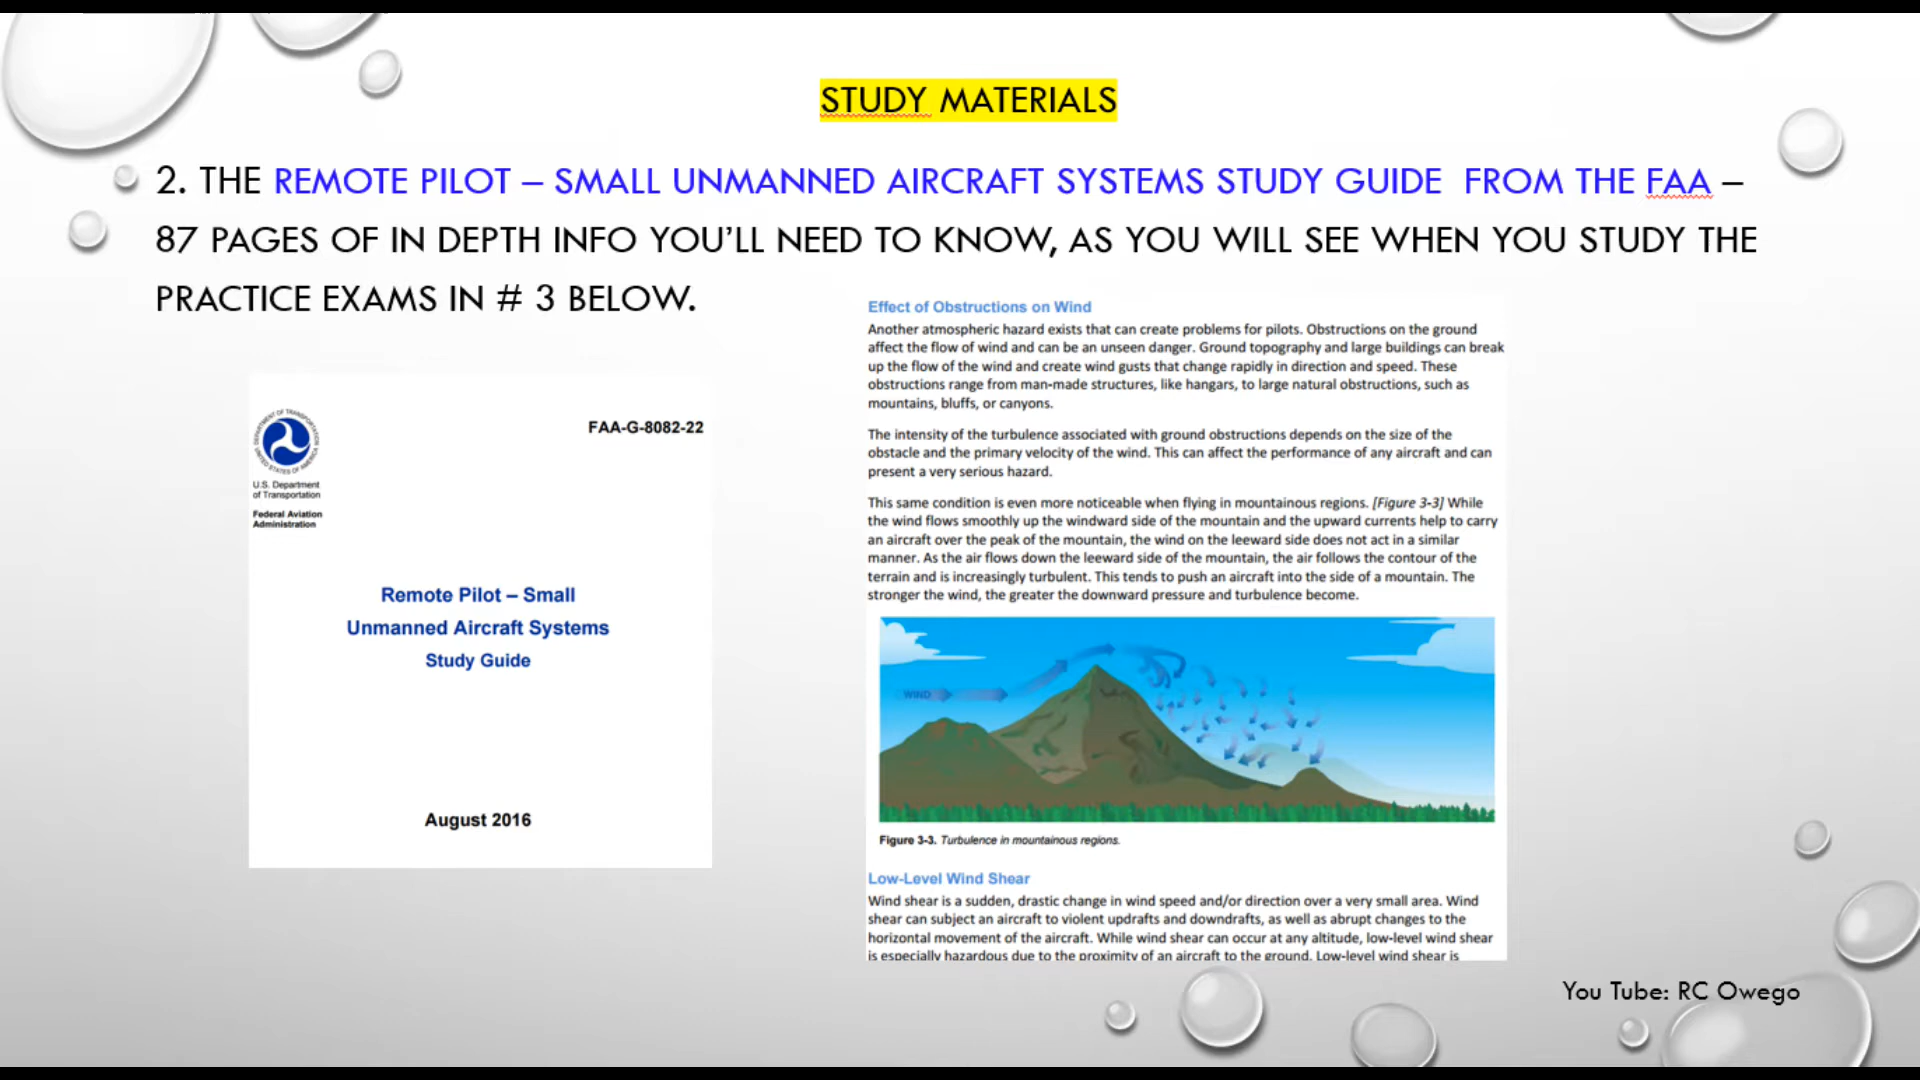 STUDY MATERIALS
2. THE REMOTE PILOT – SMALL UNMANNED AIRCRAFT SYSTEMS STUDY GUIDE FROM THE FAA –
87 PAGES OF IN DEPTH INFO YOU'LL NEED TO KNOW, AS YOU WILL SEE WHEN YOU STUDY THE
PRACTICE EXAMS IN # 3 BELOW.
DEPARTMENT OF TRANSPORTATION
UNITED STATES OF AMERICA
U.S. Department
of Transportation
Federal Aviation
Administration
FAA-G-8082-22
Remote Pilot – Small
Unmanned Aircraft Systems
Study Guide
August 2016
Effect of Obstructions on Wind
Another atmospheric hazard exists that can create problems for pilots. Obstructions on the ground
affect the flow of wind and can be an unseen danger. Ground topography and large buildings can break
up the flow of the wind and create wind gusts that change rapidly in direction and speed. These
obstructions range from man-made structures, like hangars, to large natural obstructions, such as
mountains, bluffs, or canyons.
The intensity of the turbulence associated with ground obstructions depends on the size of the
obstacle and the primary velocity of the wind. This can affect the performance of any aircraft and can
present a very serious hazard.
This same condition is even more noticeable when flying in mountainous regions. [Figure 3-3] While
the wind flows smoothly up the windward side of the mountain and the upward currents help to carry
an aircraft over the peak of the mountain, the wind on the leeward side does not act in a similar
manner. As the air flows down the leeward side of the mountain, the air follows the contour of the
terrain and is increasingly turbulent. This tends to push an aircraft into the side of a mountain. The
stronger the wind, the greater the downward pressure and turbulence become.
WIND
Figure 3-3. Turbulence in mountainous regions.
Low-Level Wind Shear
Wind shear is a sudden, drastic change in wind speed and/or direction over a very small area. Wind
shear can subject an aircraft to violent updrafts and downdrafts, as well as abrupt changes to the
horizontal movement of the aircraft. While wind shear can occur at any altitude, low-level wind shear
is especially hazardous due to the proximity of an aircraft to the ground. Low-level wind shear is
You Tube: RC Owego